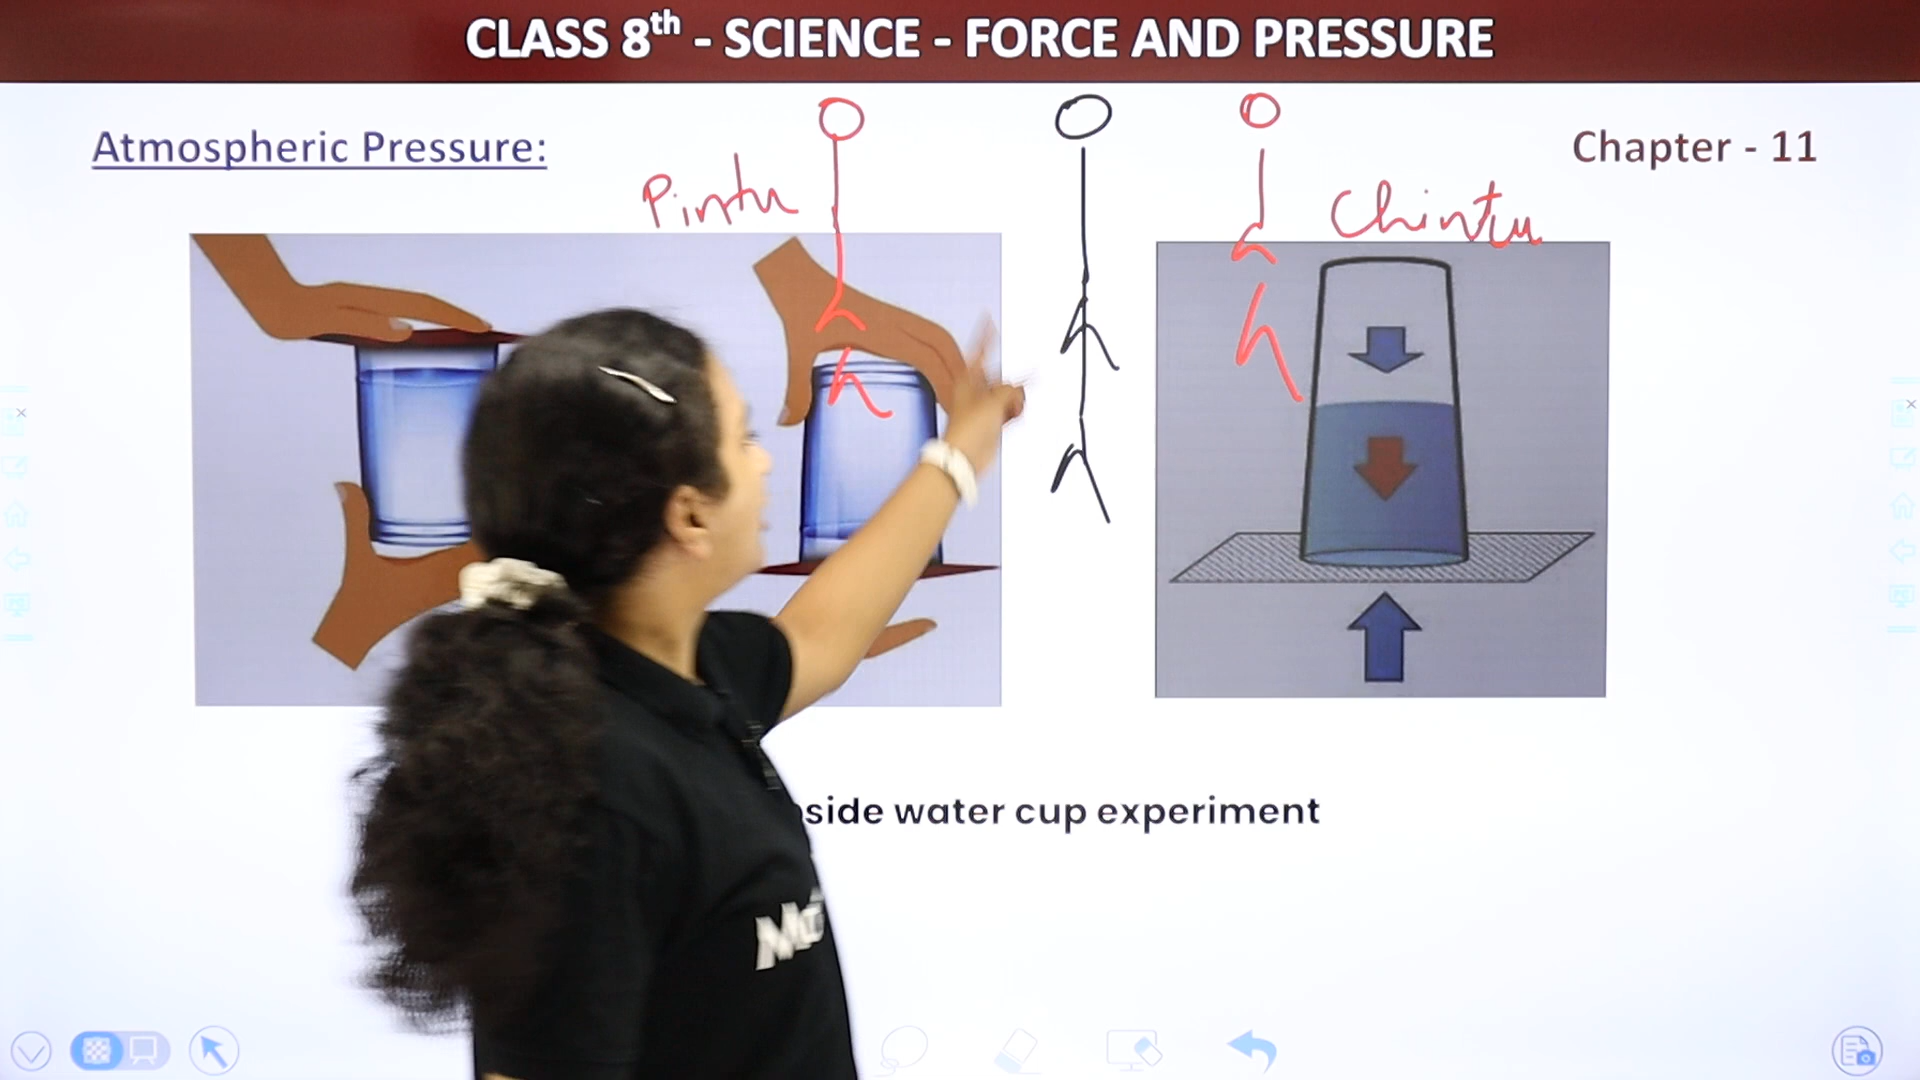 CLASS 8th - SCIENCE - FORCE AND PRESSURE
Atmospheric Pressure:
Chapter - 11
Pintu
Chintu
side water cup experiment